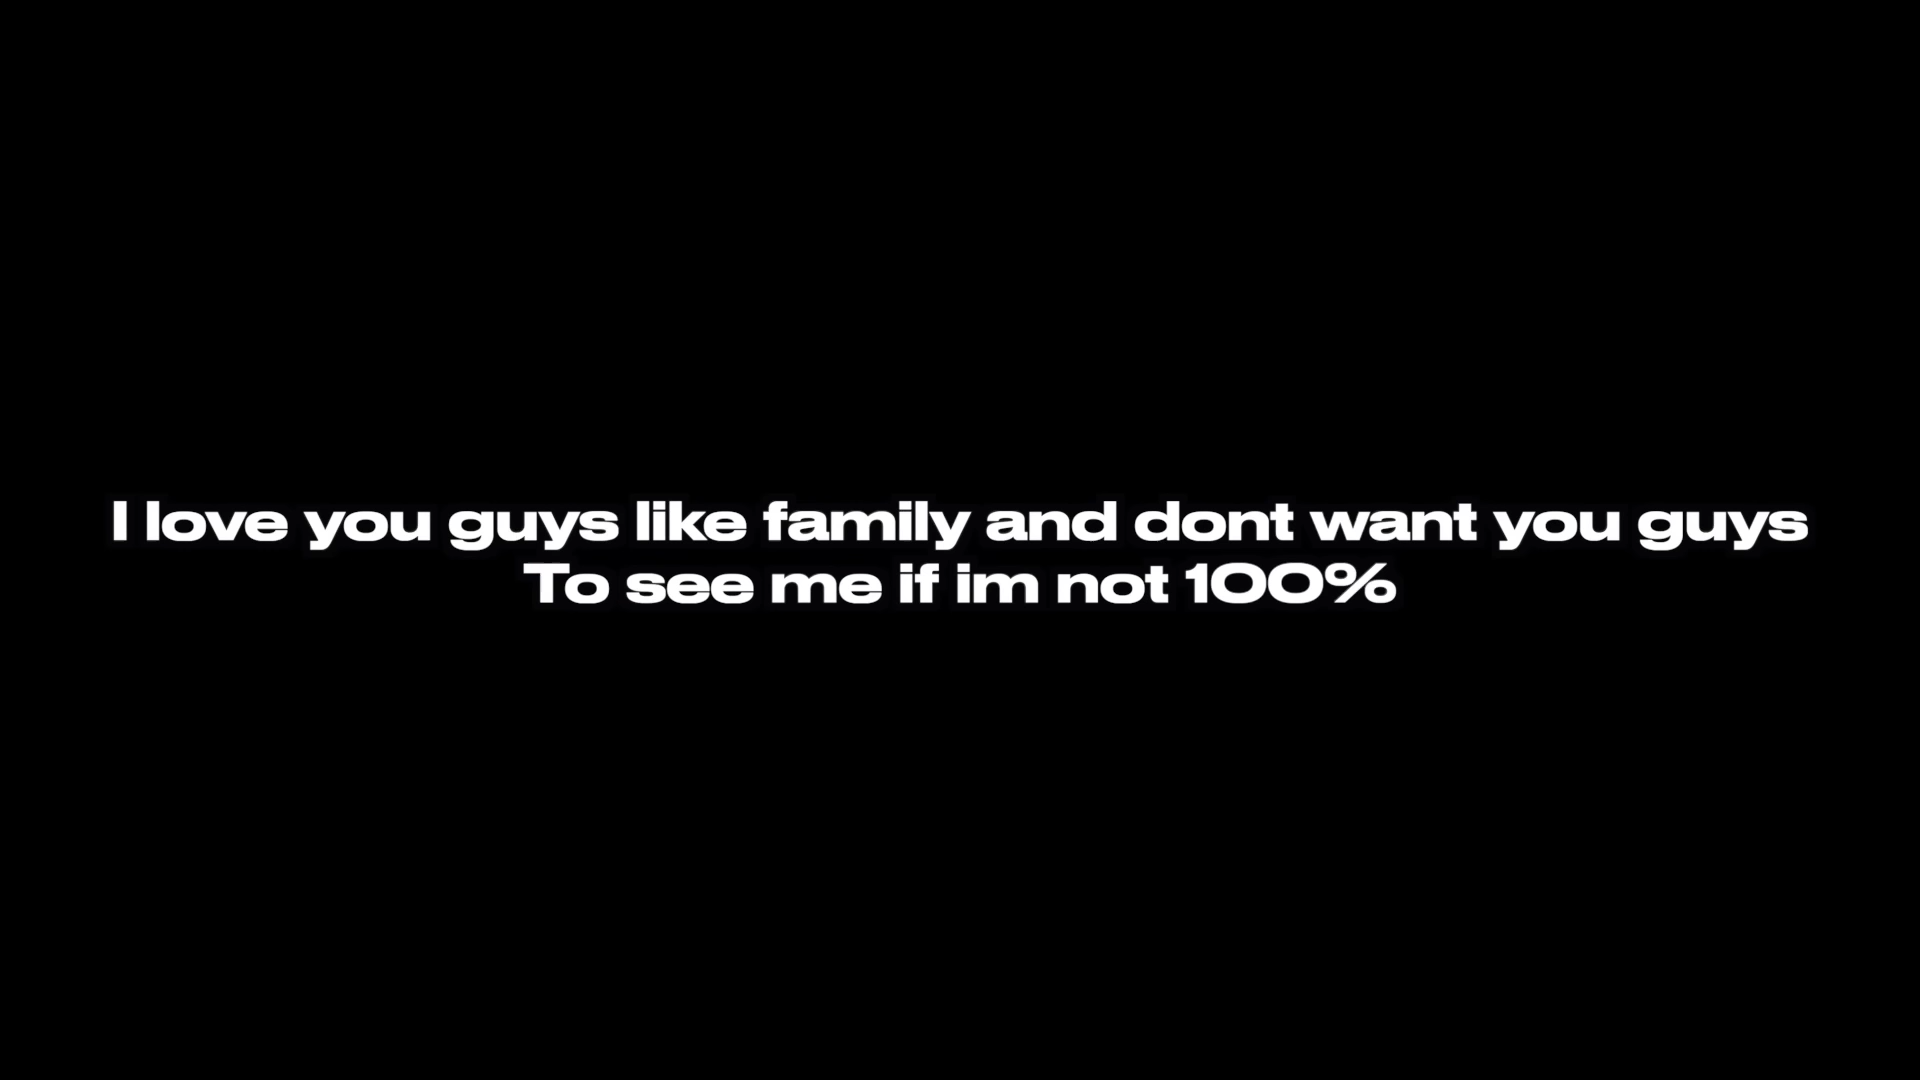 I love you guys like family and dont want you guys
To see me if im not 100%